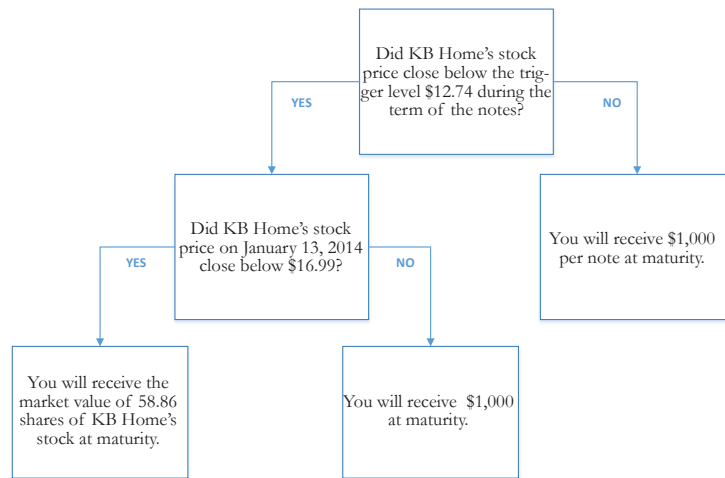 Did KB Home's stock
price close below the trig-
ger level $12.74 during the
term of the notes?
YES
NO
Did KB Home's stock
price on January 13, 2014
close below $16.99?
You will receive $1,000
per note at maturity.
YES
NO
You will receive the
market value of 58.86
shares of KB Home's
stock at maturity.
You will receive $1,000
at maturity.